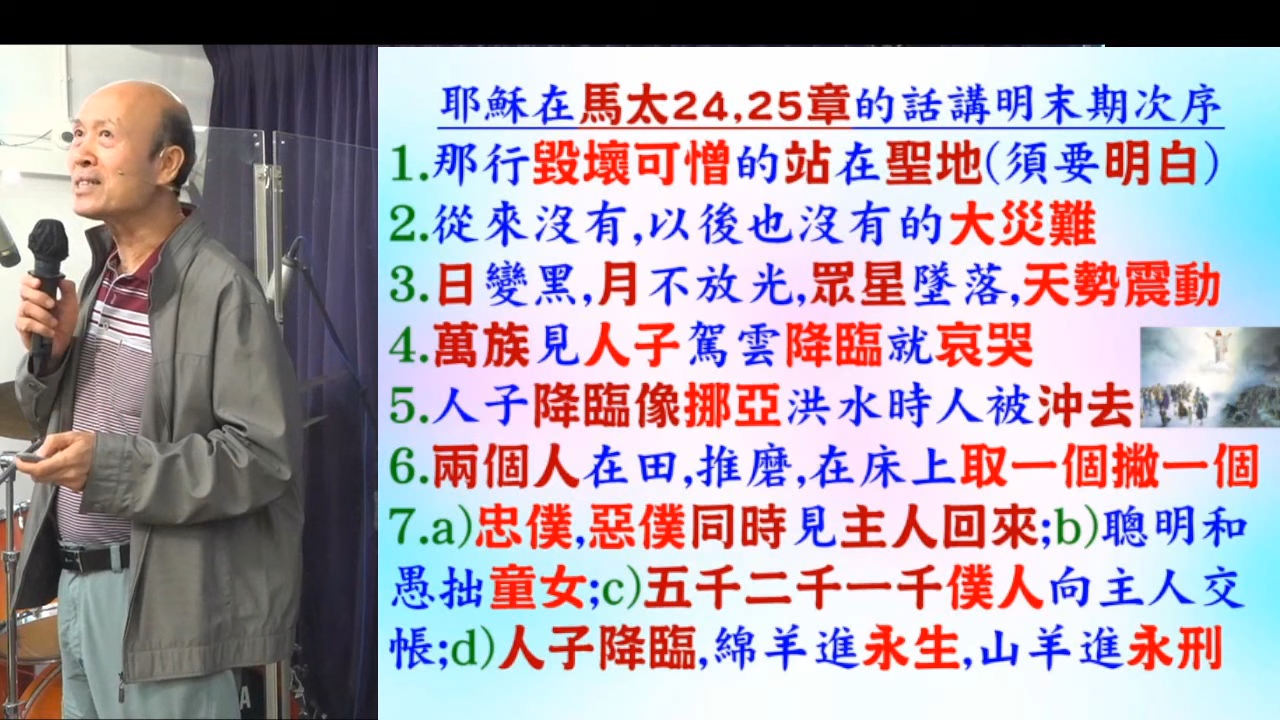 耶穌在馬太24,25章的話講明末期次序
1.那行毀壞可憎的站在聖地(須要明白)
2.從來沒有,以後也沒有的大災難
3.日變黑,月不放光,眾星墜落,天勢震動
4.萬族見人子駕雲降臨就哀哭
5.人子降臨像挪亞洪水時人被沖去
6.兩個人在田,推磨,在床上取一個撇一個
7.a)忠僕,惡僕同時見主人回來;b)聰明和
愚拙童女;c)五千二千一千僕人向主人交
帳;d)人子降臨,綿羊進永生,山羊進永刑